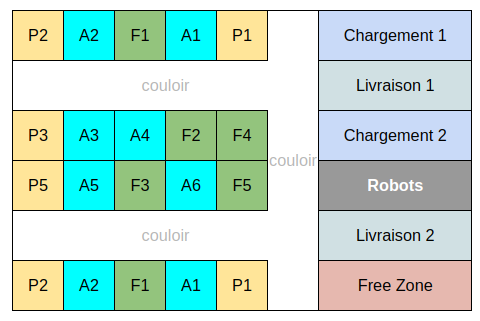 P2 A2 F1 A1 P1 Chargement 1
couloir Livraison 1
P3 A3 A4 F2 F4 Chargement 2
couloir
P5 A5 F3 A6 F5 Robots
couloir Livraison 2
P2 A2 F1 A1 P1 Free Zone